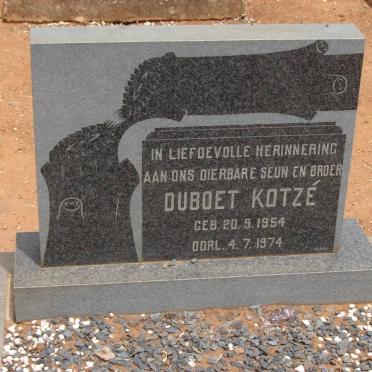 IN LIEFDEVOLLE HERINNERING
AAN ONS DIERBARE SEUN EN BROER
DUBOET KOTZÉ
GEB. 20.9.1954
OORL. 4.7.1974